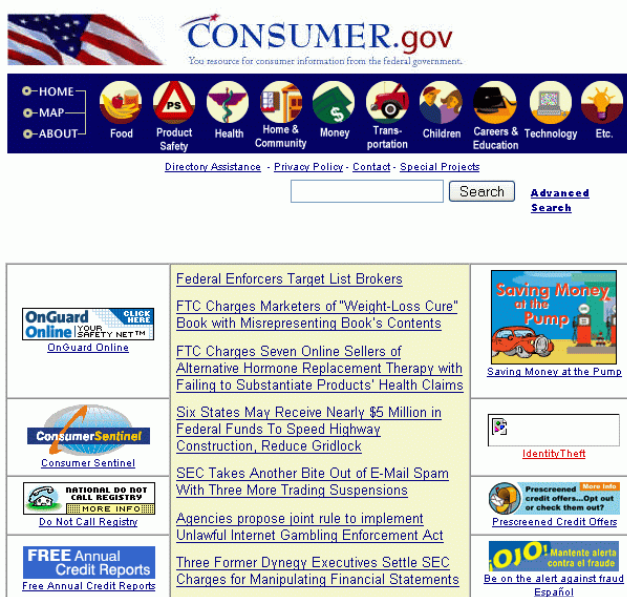 CONSUMER.gov
You resource for consumer information from the federal government.
HOME
MAP
ABOUT
PS
Food
Product Safety
Health
Home & Community
Money
Trans- portation
Children
Careers & Education
Technology
Etc.
Directory Assistance - Privacy Policy - Contact - Special Projects
Search
Advanced
Search
OnGuard Online
YOUR SAFETY NET™
CLICK HERE
OnGuard Online
Consumer Sentinel
Consumer Sentinel
NATIONAL DO NOT
CALL REGISTRY
MORE INFO
Do Not Call Registry
FREE Annual
Credit Reports
Free Annual Credit Reports
Federal Enforcers Target List Brokers
FTC Charges Marketers of "Weight-Loss Cure"
Book with Misrepresenting Book's Contents
FTC Charges Seven Online Sellers of
Alternative Hormone Replacement Therapy with
Failing to Substantiate Products' Health Claims
Six States May Receive Nearly $5 Million in
Federal Funds To Speed Highway
Construction, Reduce Gridlock
SEC Takes Another Bite Out of E-Mail Spam
With Three More Trading Suspensions
Agencies propose joint rule to implement
Unlawful Internet Gambling Enforcement Act
Three Former Dynegy Executives Settle SEC
Charges for Manipulating Financial Statements
Saving Money
at the
Pump
Saving Money at the Pump
IdentityTheft
Prescreened More Info
credit offers...Opt out
or check them out?
Prescreened Credit Offers
¡OJO! Mantente alerta
contra el fraude
Be on the alert against fraud
Español